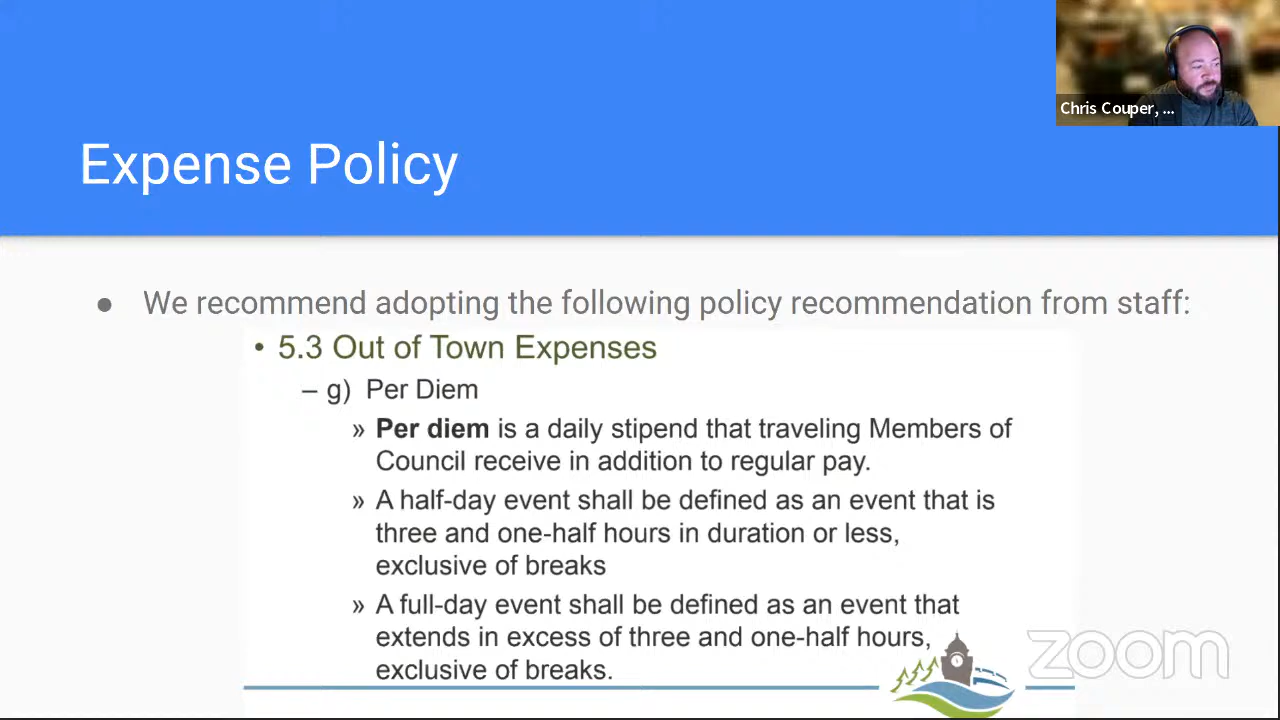 Chris Couper, ...
Expense Policy
● We recommend adopting the following policy recommendation from staff:
• 5.3 Out of Town Expenses
– g) Per Diem
» Per diem is a daily stipend that traveling Members of
Council receive in addition to regular pay.
» A half-day event shall be defined as an event that is
three and one-half hours in duration or less,
exclusive of breaks
» A full-day event shall be defined as an event that
extends in excess of three and one-half hours,
exclusive of breaks.
zoom